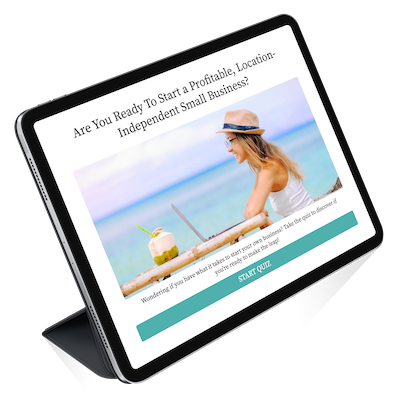 Are You Ready To Start a Profitable, Location-
Independent Small Business?
Wondering if you have what it takes to start your own business? Take the quiz to discover if
you're ready to make the leap!
START QUIZ